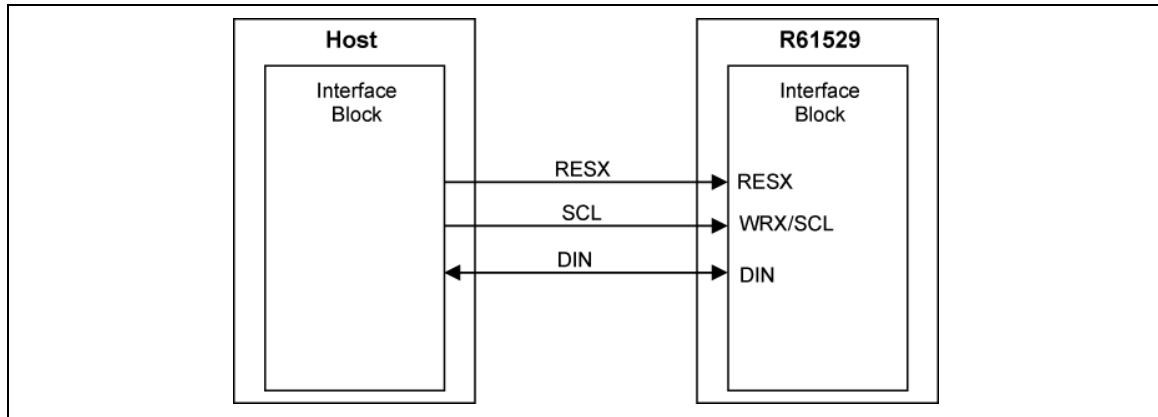 Host
Interface
Block
R61529
Interface
Block
RESX
RESX
SCL
WRX/SCL
DIN
DIN